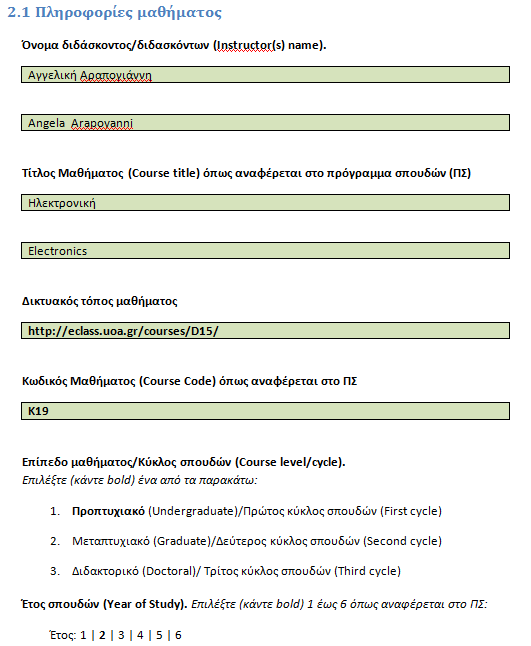 2.1 Πληροφορίες μαθήματος
Όνομα διδάσκοντος/διδασκόντων (Instructor(s) name).
Αγγελική Αραπογιάννη
Angela Arapoyanni
Τίτλος Μαθήματος (Course title) όπως αναφέρεται στο πρόγραμμα σπουδών (ΠΣ)
Ηλεκτρονική
Electronics
Δικτυακός τόπος μαθήματος
http://eclass.uoa.gr/courses/D15/
Κωδικός Μαθήματος (Course Code) όπως αναφέρεται στο ΠΣ
K19
Επίπεδο μαθήματος/Κύκλος σπουδών (Course level/cycle).
Επιλέξτε (κάντε bold) ένα από τα παρακάτω:
1. Προπτυχιακό (Undergraduate)/Πρώτος κύκλος σπουδών (First cycle)
2. Μεταπτυχιακό (Graduate)/Δεύτερος κύκλος σπουδών (Second cycle)
3. Διδακτορικό (Doctoral)/ Τρίτος κύκλος σπουδών (Third cycle)
Έτος σπουδών (Year of Study). Επιλέξτε (κάντε bold) 1 έως 6 όπως αναφέρεται στο ΠΣ:
Έτος: 1 | 2 | 3 | 4 | 5 | 6